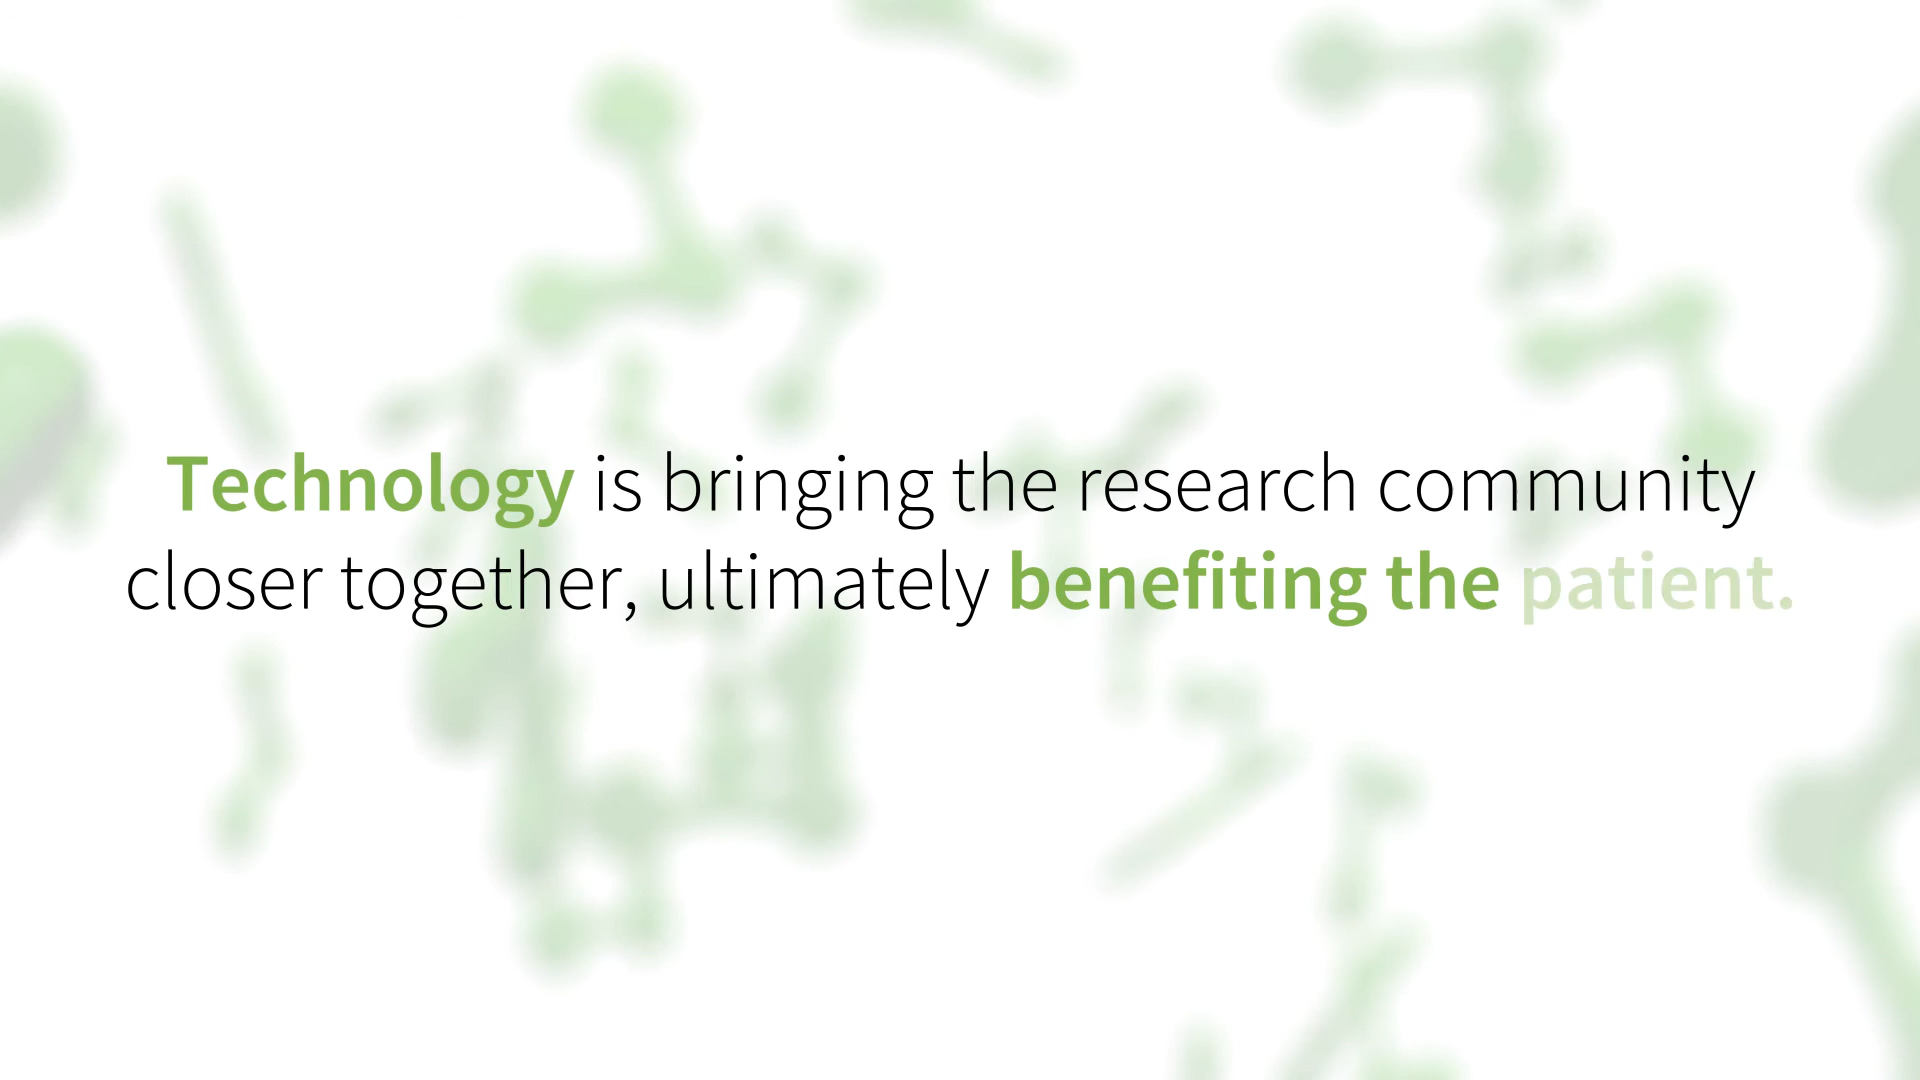 Technology is bringing the research community
closer together, ultimately benefiting the patient.